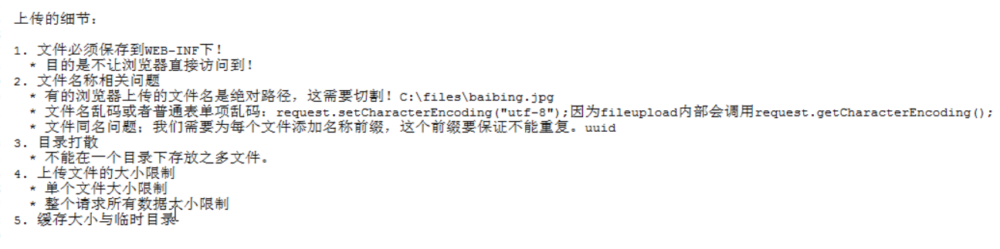 上传的细节：
1. 文件必须保存到WEB-INF下！
* 目的是不让浏览器直接访问到！
2. 文件名称相关问题
* 有的浏览器上传的文件名是绝对路径，这需要切割！C:\files\baibing.jpg
* 文件名乱码或者普通表单项乱码：request.setCharacterEncoding("utf-8");因为fileupload内部会调用request.getCharacterEncoding();
* 文件同名问题；我们需要为每个文件添加名称前缀，这个前缀要保证不能重复。uuid
3. 目录打散
* 不能在一个目录下存放之多文件。
4. 上传文件的大小限制
* 单个文件大小限制
* 整个请求所有数据大小限制
5. 缓存大小与临时目录